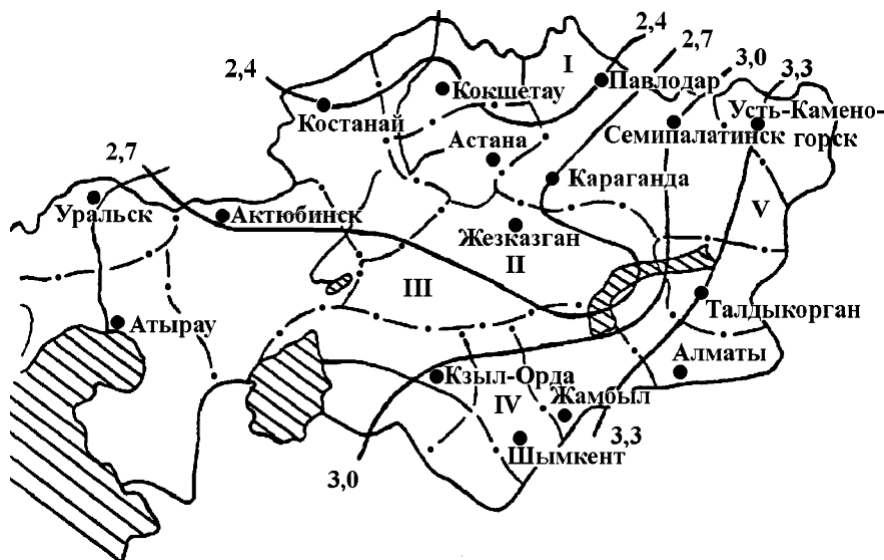 2,4
2,7
3,0
3,3
I
2,4
Кокшетау
Павлодар
Костанай
Семипалатинск
Усть-Камено-
горск
Астана
2,7
Караганда
Уральск
Актюбинск
Жезказган
V
II
III
Атырау
Талдыкорган
Алматы
Кзыл-Орда
IV
Жамбыл
3,3
Шымкент
3,0